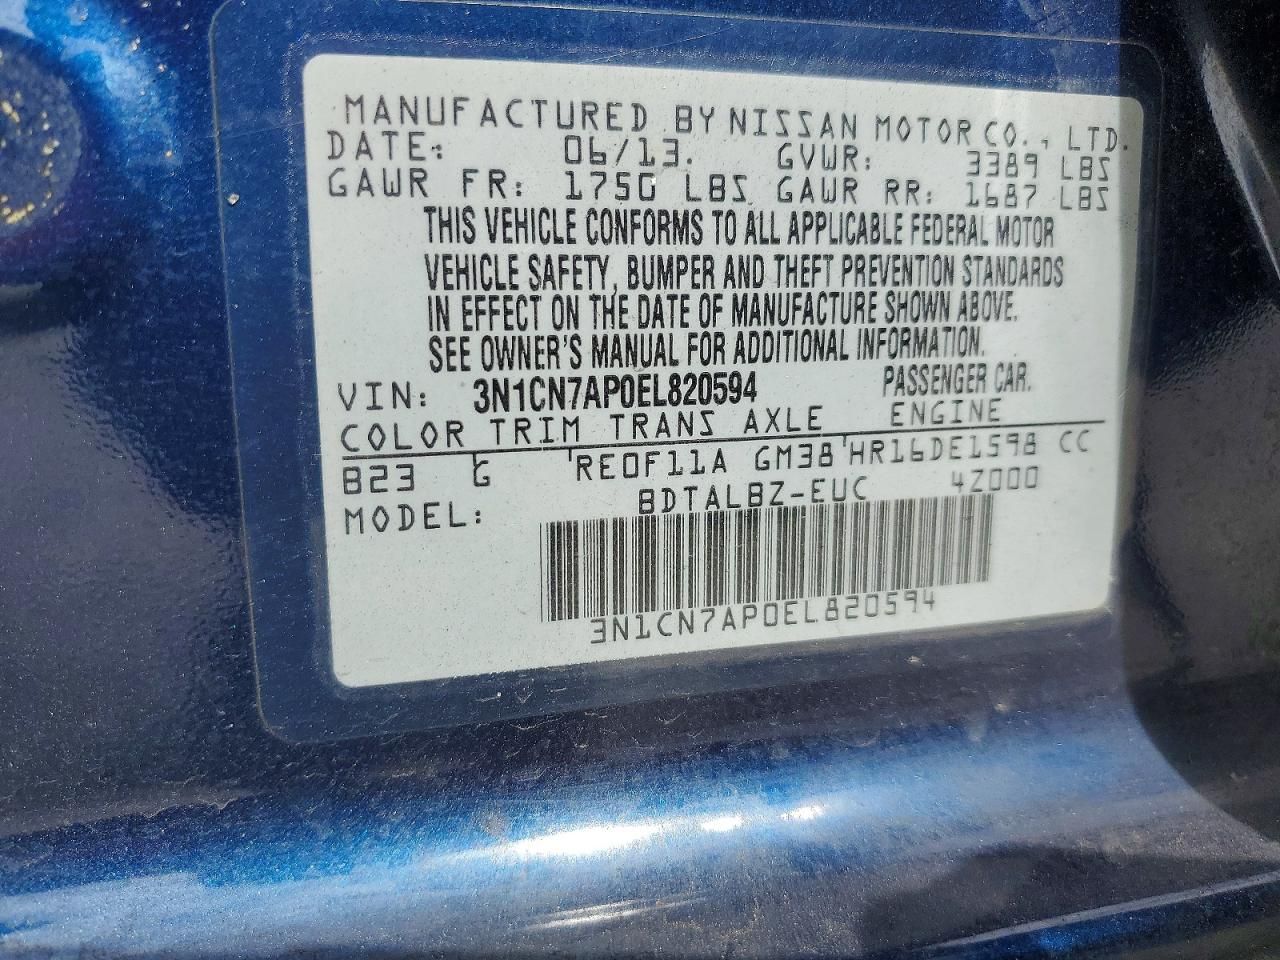 MANUFACTURED BY NISSAN MOTOR CO., LTD.
DATE: 06/13. GVWR: 3389 LBS
GAWR FR: 1750 LBS GAWR RR: 1687 LBS
THIS VEHICLE CONFORMS TO ALL APPLICABLE FEDERAL MOTOR
VEHICLE SAFETY, BUMPER AND THEFT PREVENTION STANDARDS
IN EFFECT ON THE DATE OF MANUFACTURE SHOWN ABOVE.
SEE OWNER'S MANUAL FOR ADDITIONAL INFORMATION.
VIN: 3N1CN7AP0EL820594 PASSENGER CAR.
COLOR TRIM TRANS AXLE ENGINE
B23 G RE0F11A GM38 HR16DE1598 CC
MODEL: BDTALBZ-EUC 4Z000
3N1CN7AP0EL820594